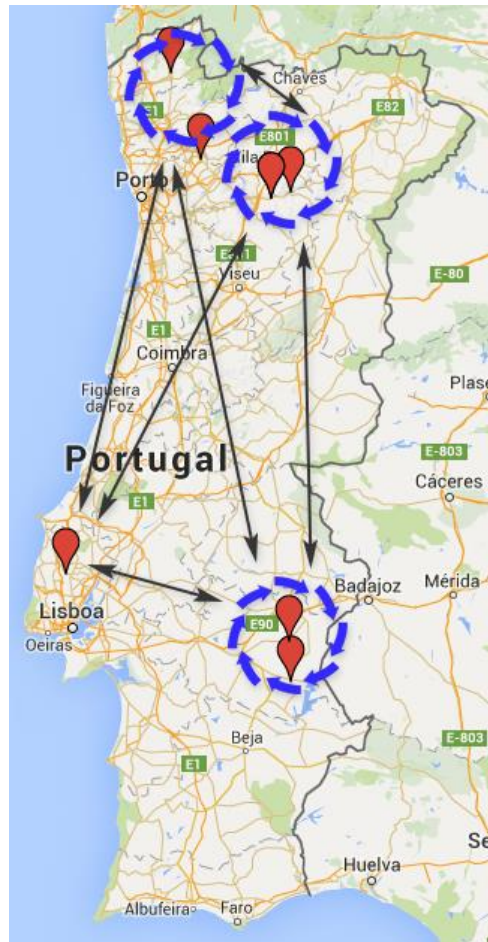 Chaves
E1
E82
E801
Porto
E-80
Viseu
E1
Coimbra
Plase
Figueira
da Foz
E-803
Portugal
Cáceres
E1
Badajoz
Mérida
Lisboa
E90
Oeiras
E-803
Beja
E1
Se
Huelva
Albufeira
Faro